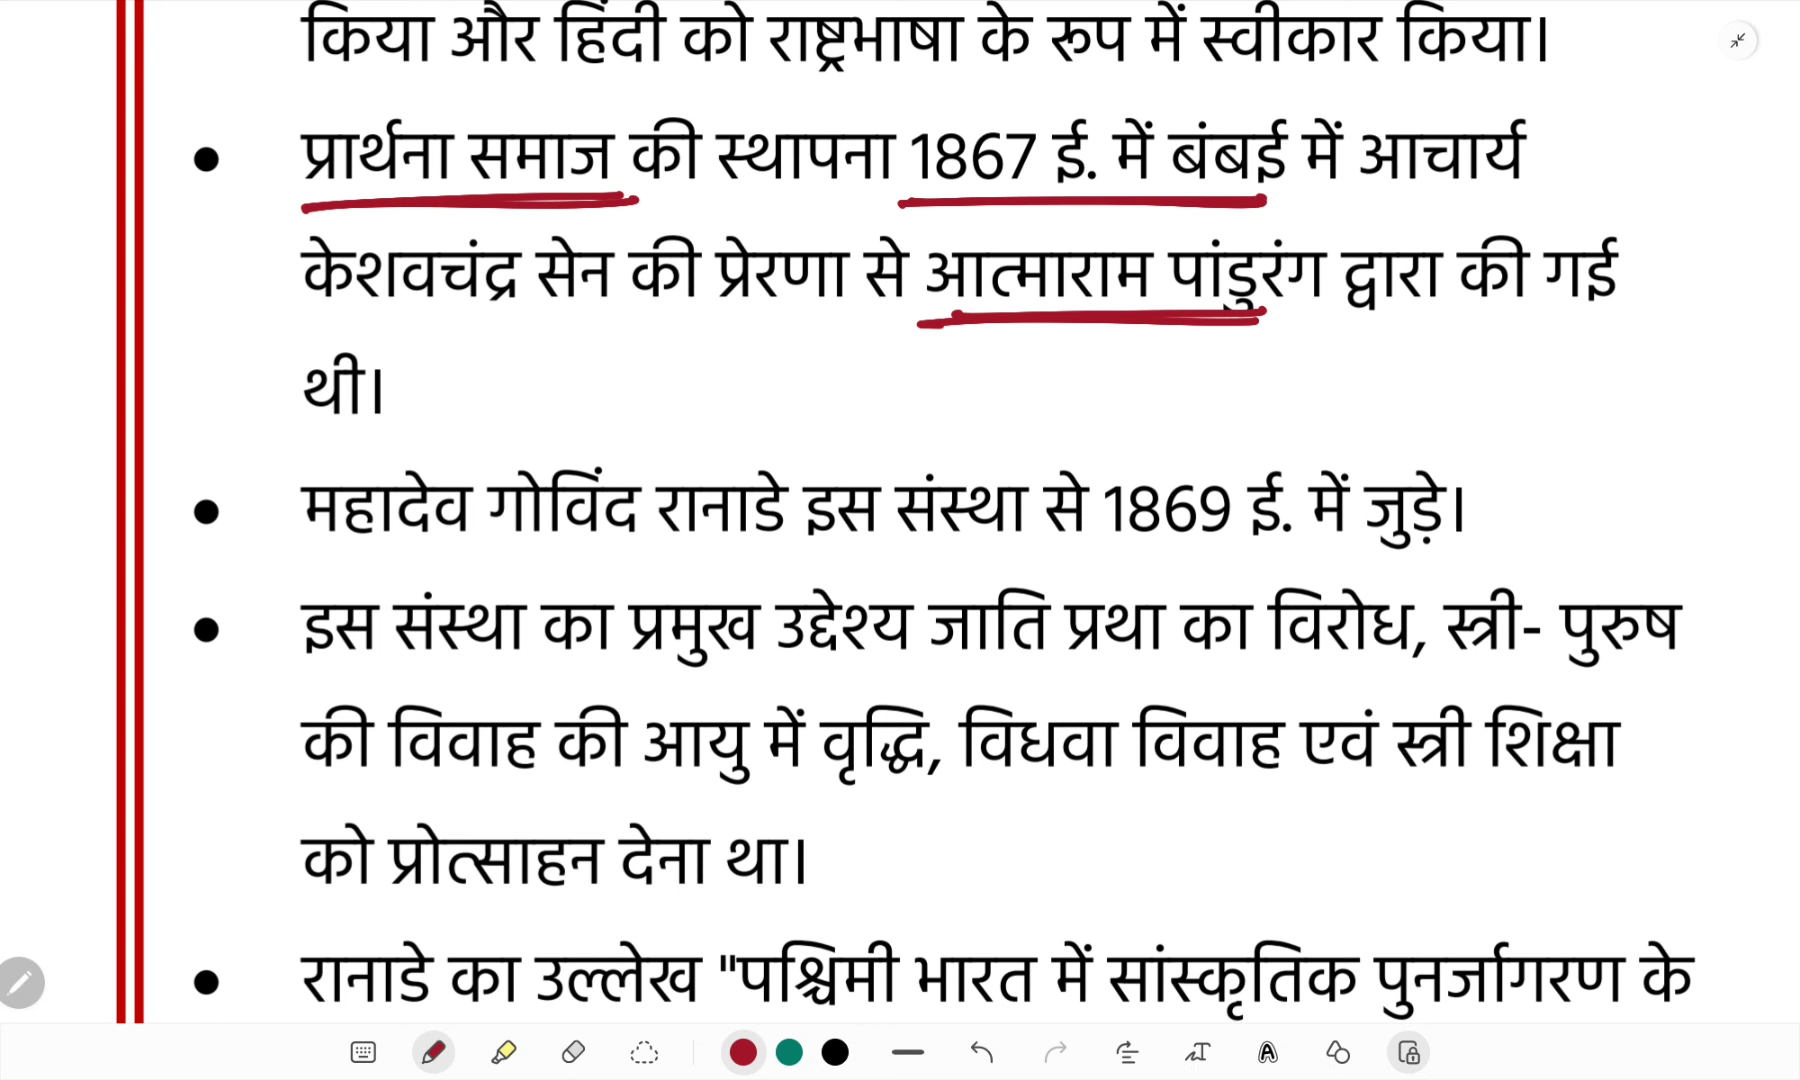 किया और हिंदी को राष्ट्रभाषा के रूप में स्वीकार किया।
प्रार्थना समाज की स्थापना 1867 ई. में बंबई में आचार्य
केशवचंद्र सेन की प्रेरणा से आत्माराम पांडुरंग द्वारा की गई
थी।
महादेव गोविंद रानाडे इस संस्था से 1869 ई. में जुड़े।
इस संस्था का प्रमुख उद्देश्य जाति प्रथा का विरोध, स्त्री- पुरुष
की विवाह की आयु में वृद्धि, विधवा विवाह एवं स्त्री शिक्षा
को प्रोत्साहन देना था।
रानाडे का उल्लेख "पश्चिमी भारत में सांस्कृतिक पुनर्जागरण के